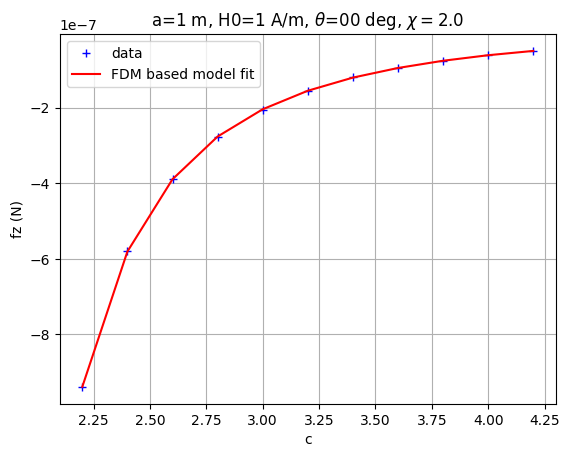 a=1 m, H0=1 A/m, θ=00 deg, χ = 2.0
1e−7
data
FDM based model fit
−2
−4
−6
−8
fz (N)
2.25 2.50 2.75 3.00 3.25 3.50 3.75 4.00 4.25
c